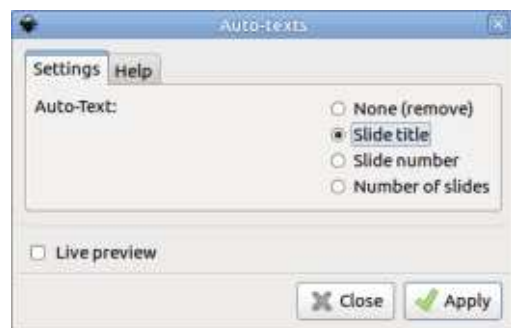 Auto-texts
Settings Help
Auto-Text:
None (remove)
Slide title
Slide number
Number of slides
Live preview
Close Apply